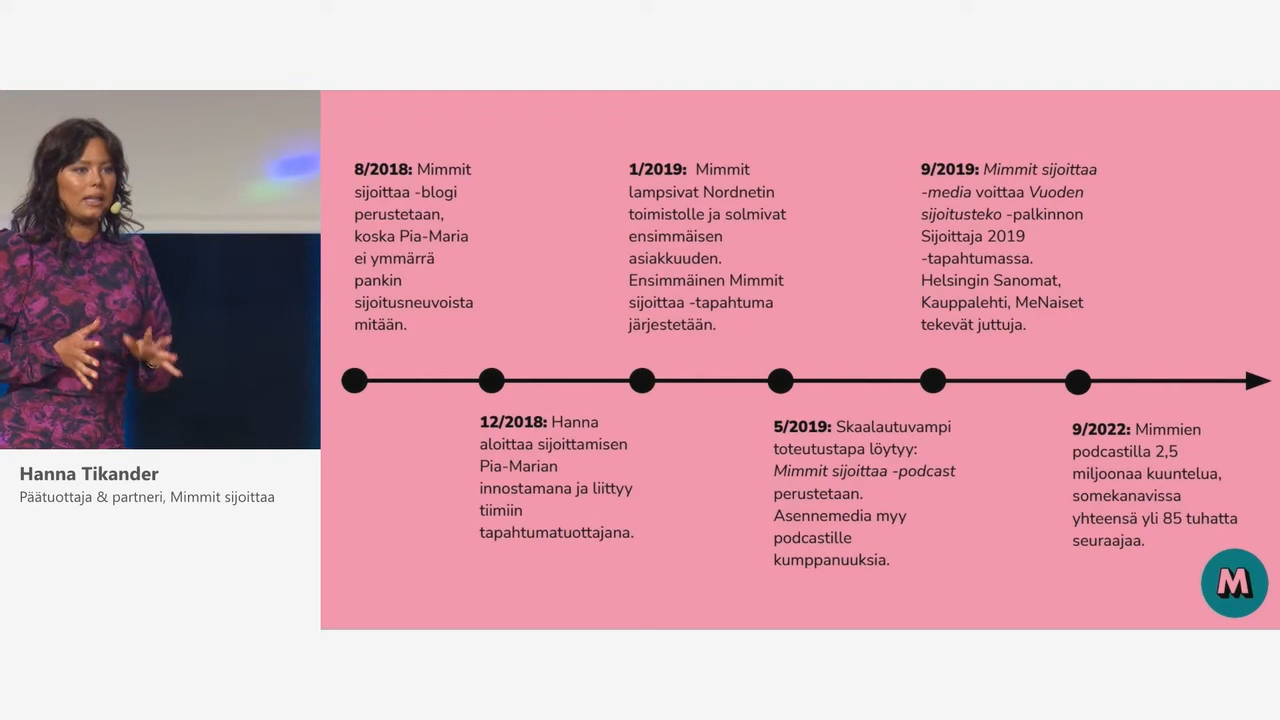 8/2018: Mimmit
sijoittaa -blogi
perustetaan,
koska Pia-Maria
ei ymmärrä
pankin
sijoitusneuvoista
mitään.
1/2019: Mimmit
lampsivat Nordnetin
toimistolle ja solmivat
ensimmäisen
asiakkuuden.
Ensimmäinen Mimmit
sijoittaa -tapahtuma
järjestetään.
9/2019: Mimmit sijoittaa
-media voittaa Vuoden
sijoitusteko -palkinnon
Sijoittaja 2019
-tapahtumassa.
Helsingin Sanomat,
Kauppalehti, MeNaiset
tekevät juttuja.
12/2018: Hanna
aloittaa sijoittamisen
Pia-Marian
innostamana ja liittyy
tiimiin
tapahtumatuottajana.
5/2019: Skaalautuvampi
toteutustapa löytyy:
Mimmit sijoittaa -podcast
perustetaan.
Asennemedia myy
podcastille
kumppanuuksia.
9/2022: Mimmien
podcastilla 2,5
miljoonaa kuuntelua,
somekanavissa
yhteensä yli 85 tuhatta
seuraajaa.
M
Hanna Tikander
Päätuottaja & partneri, Mimmit sijoittaa